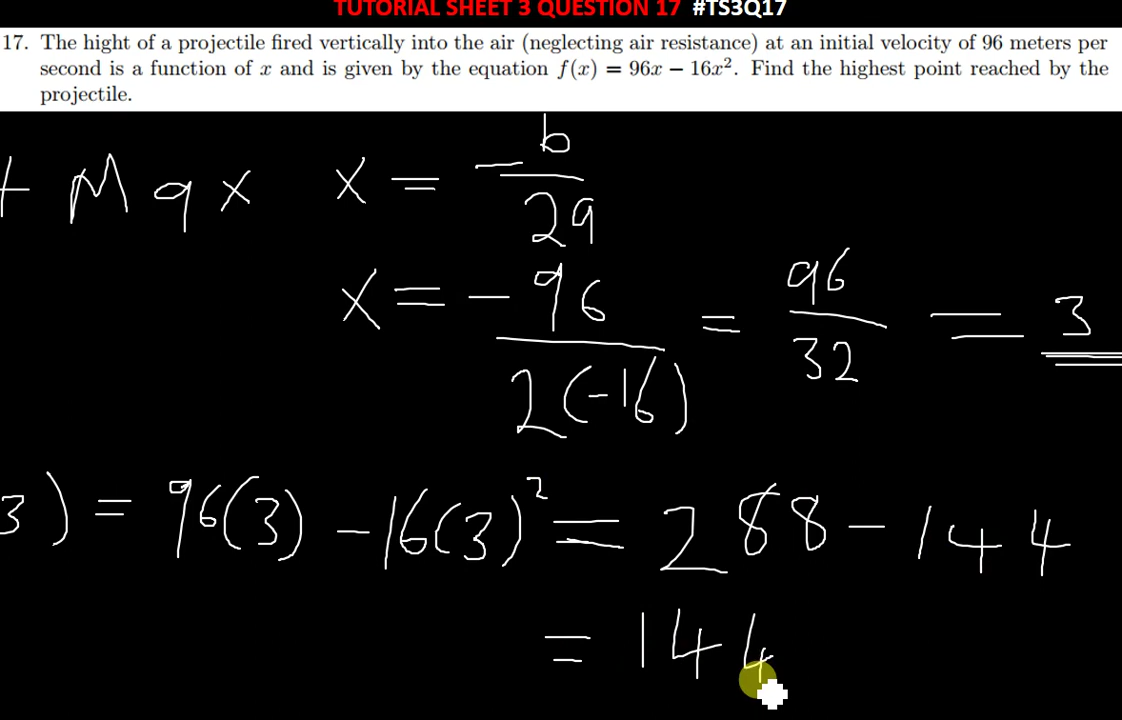 TUTORIAL SHEET 3 QUESTION 17 #TS3Q17
17. The hight of a projectile fired vertically into the air (neglecting air resistance) at an initial velocity of 96 meters per
second is a function of x and is given by the equation f(x) = 96x − 16x². Find the highest point reached by the
projectile.
t Max x = -b/2a
x = -96/2(-16) = 96/32 = 3
3) = 96(3) - 16(3)² = 288 - 144
= 144